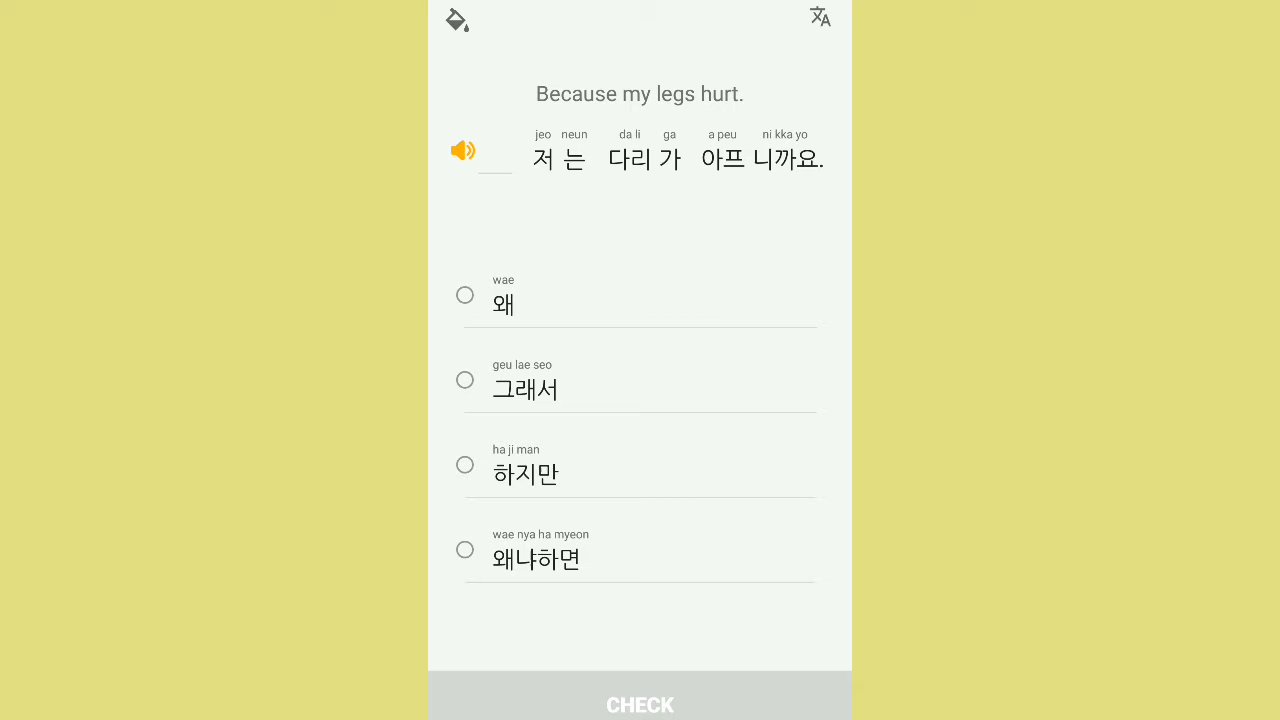 Because my legs hurt.
jeo neun da li ga a peu ni kka yo
저 는 다리 가 아프 니까요.
wae
왜
geu lae seo
그래서
ha ji man
하지만
wae nya ha myeon
왜냐하면
CHECK